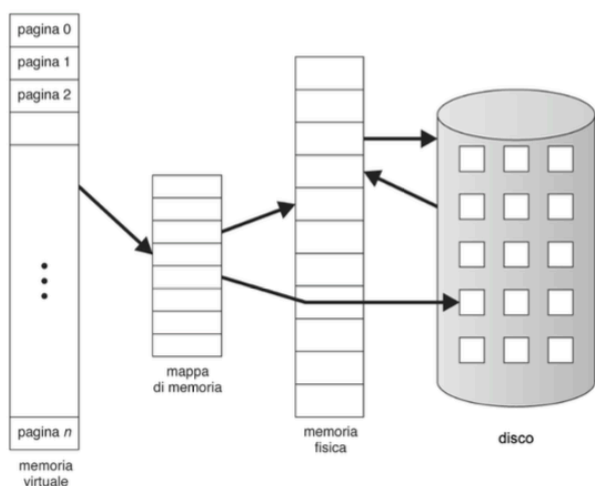 pagina 0
pagina 1
pagina 2
pagina n
memoria
virtuale
mappa
di memoria
memoria
fisica
disco